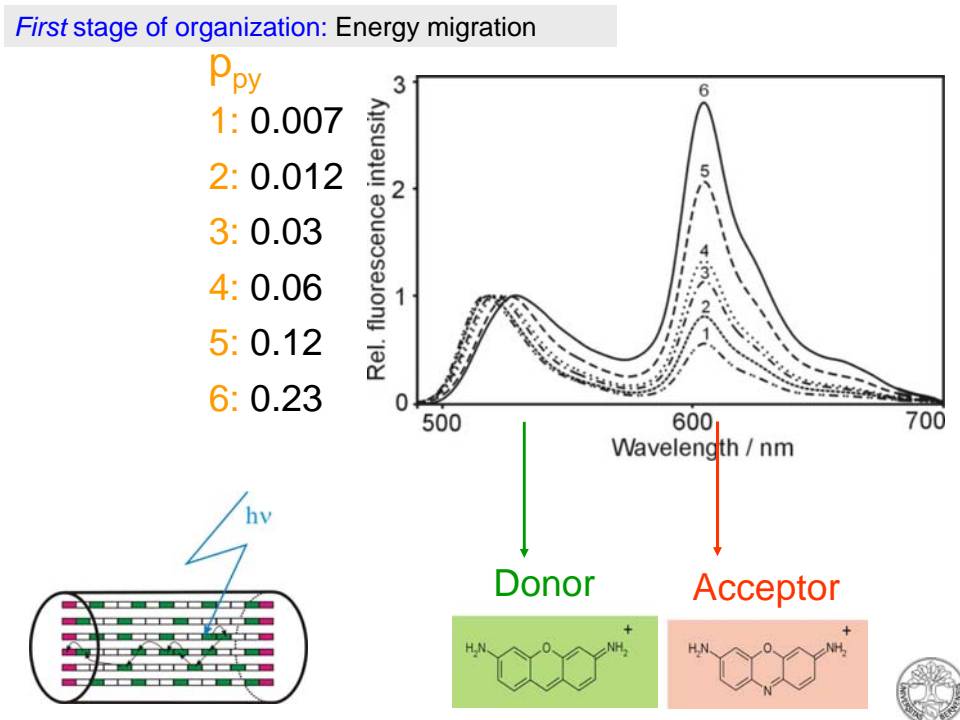 First stage of organization: Energy migration
p_py
1: 0.007
2: 0.012
3: 0.03
4: 0.06
5: 0.12
6: 0.23
Rel. fluorescence intensity
3
2
1
0
6
5
4
3
2
1
500
600
700
Wavelength / nm
hν
Donor
Acceptor
H₂N
O
+
NH₂
H₂N
O
N
+
NH₂